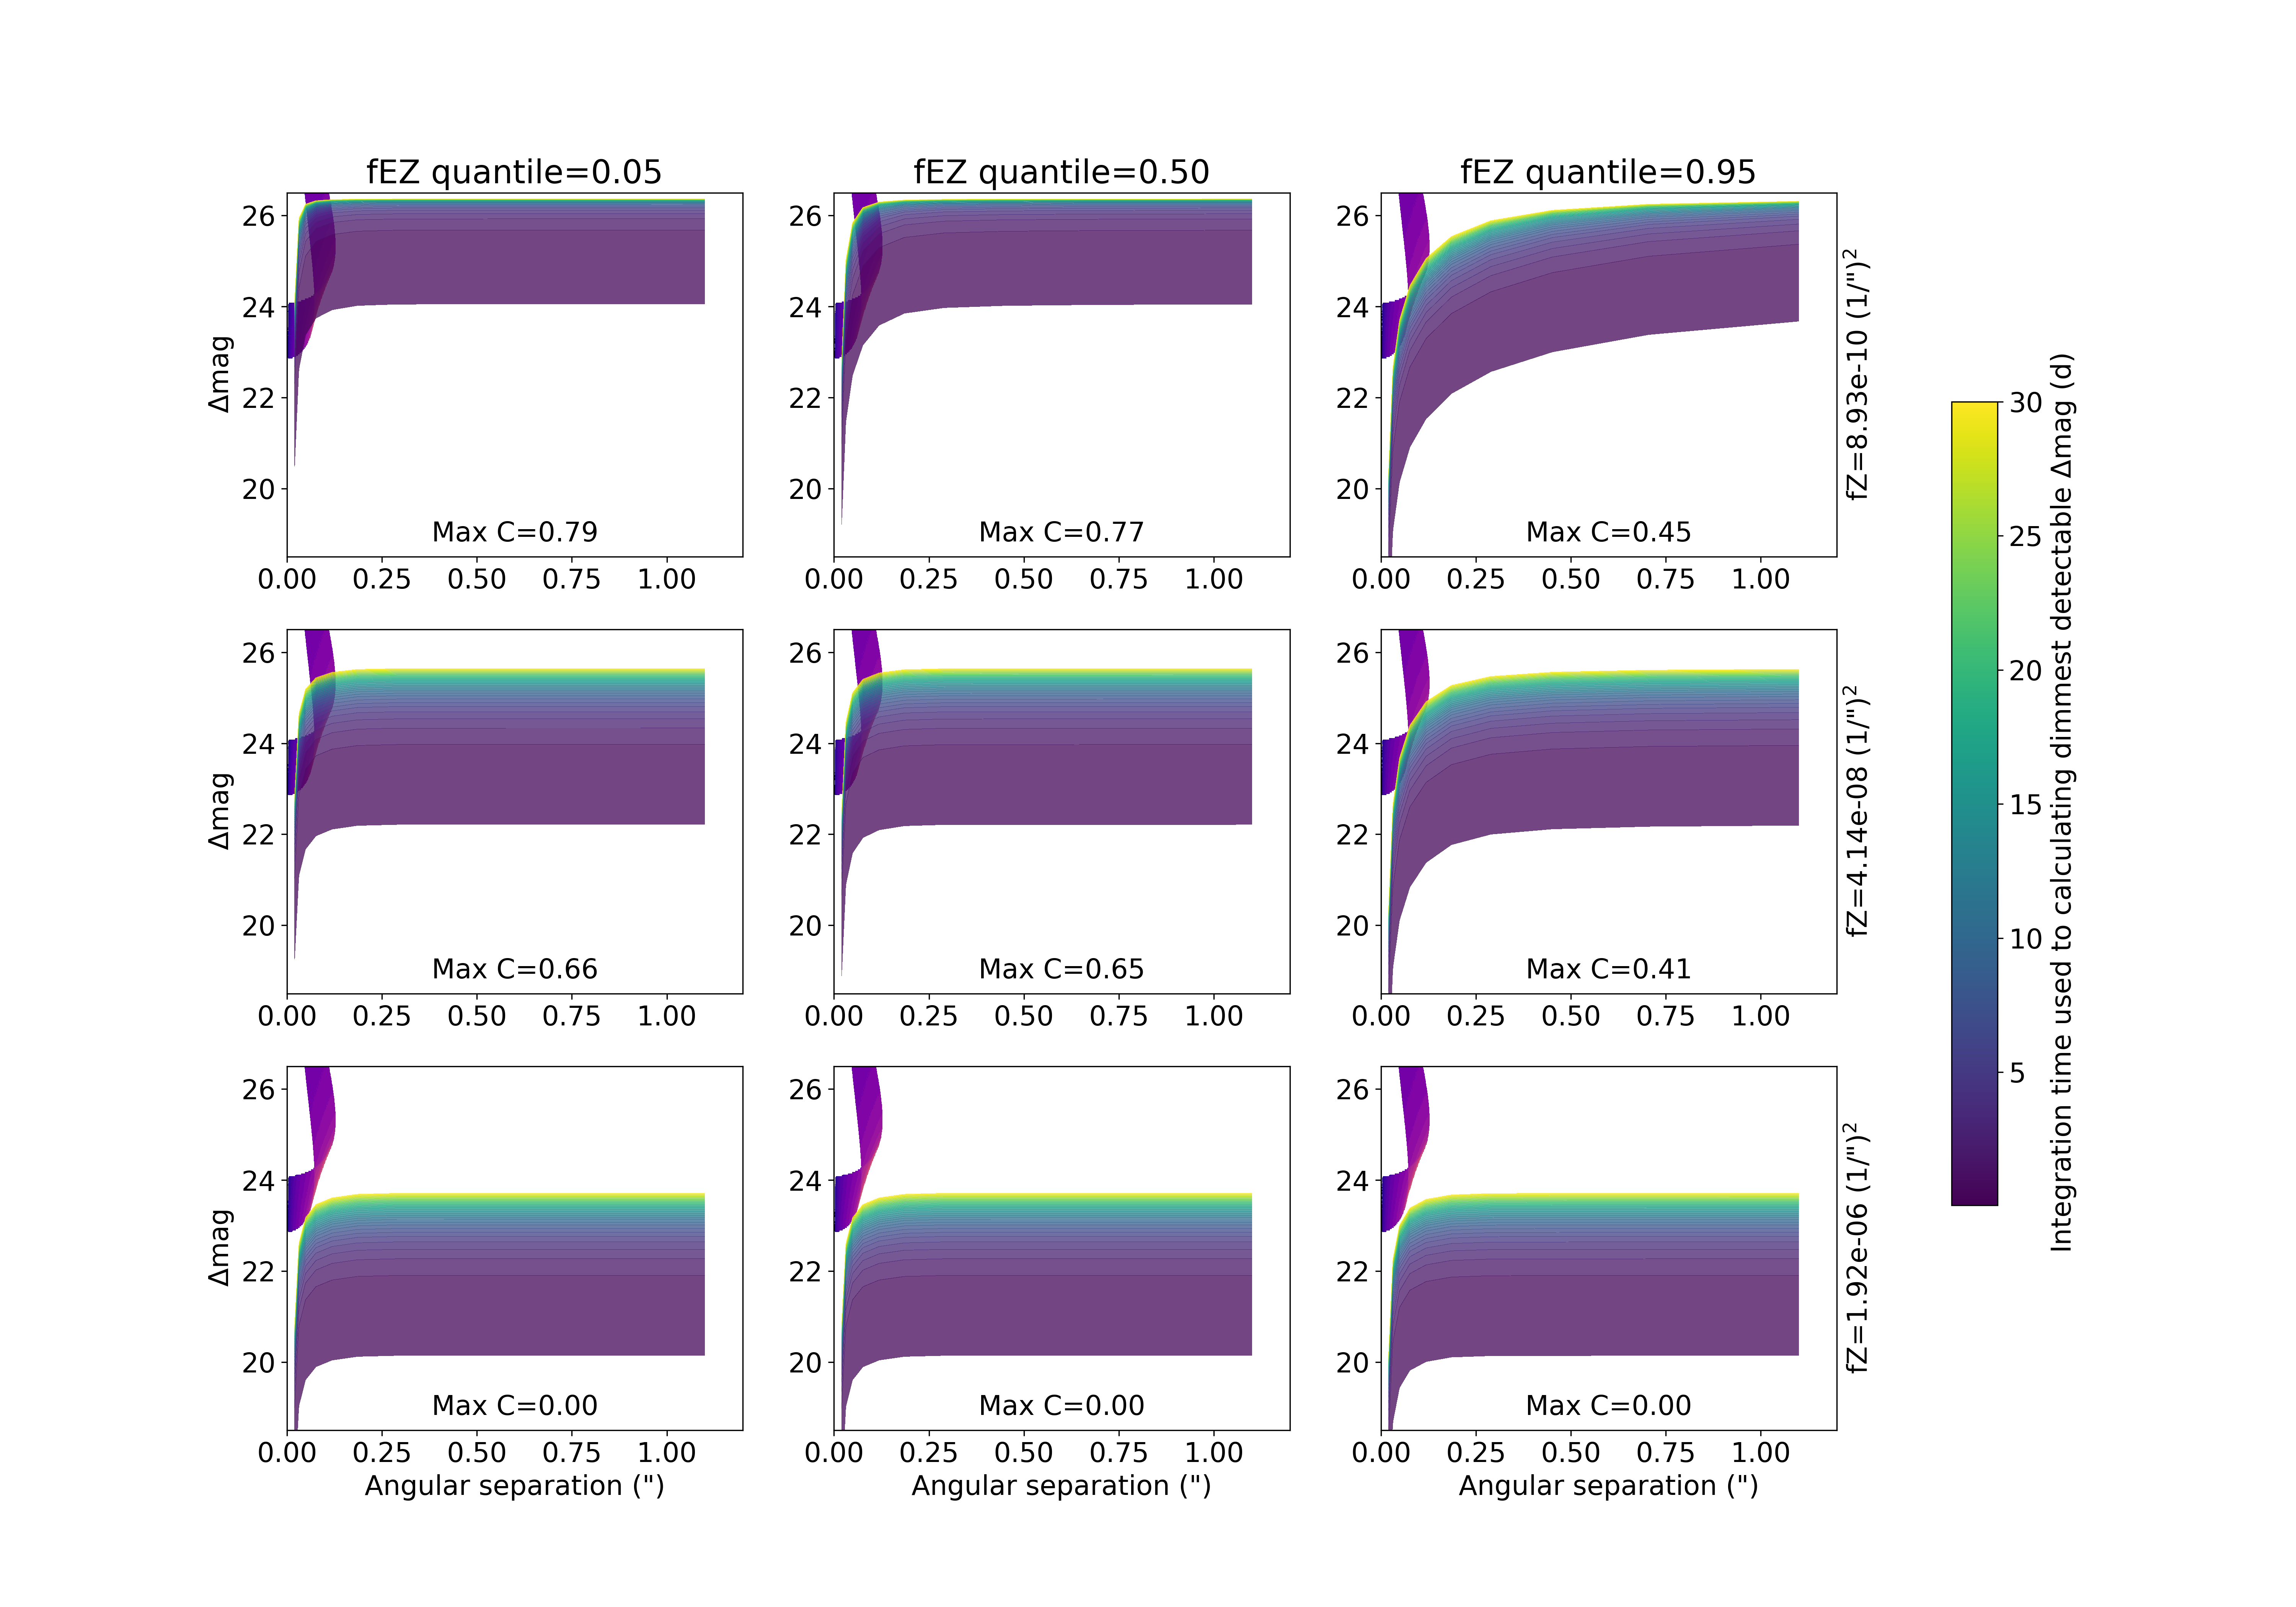 fEZ quantile=0.05
fEZ quantile=0.50
fEZ quantile=0.95
Δmag
26
24
22
20
Max C=0.79
0.00 0.25 0.50 0.75 1.00
26
24
22
20
Max C=0.77
0.00 0.25 0.50 0.75 1.00
26
24
22
20
Max C=0.45
0.00 0.25 0.50 0.75 1.00
fZ=8.93e-10 (1/")²
Δmag
26
24
22
20
Max C=0.66
0.00 0.25 0.50 0.75 1.00
26
24
22
20
Max C=0.65
0.00 0.25 0.50 0.75 1.00
26
24
22
20
Max C=0.41
0.00 0.25 0.50 0.75 1.00
fZ=4.14e-08 (1/")²
Δmag
26
24
22
20
Max C=0.00
0.00 0.25 0.50 0.75 1.00
Angular separation (")
26
24
22
20
Max C=0.00
0.00 0.25 0.50 0.75 1.00
Angular separation (")
26
24
22
20
Max C=0.00
0.00 0.25 0.50 0.75 1.00
Angular separation (")
fZ=1.92e-06 (1/")²
30
25
20
15
10
5
Integration time used to calculating dimmest detectable Δmag (d)